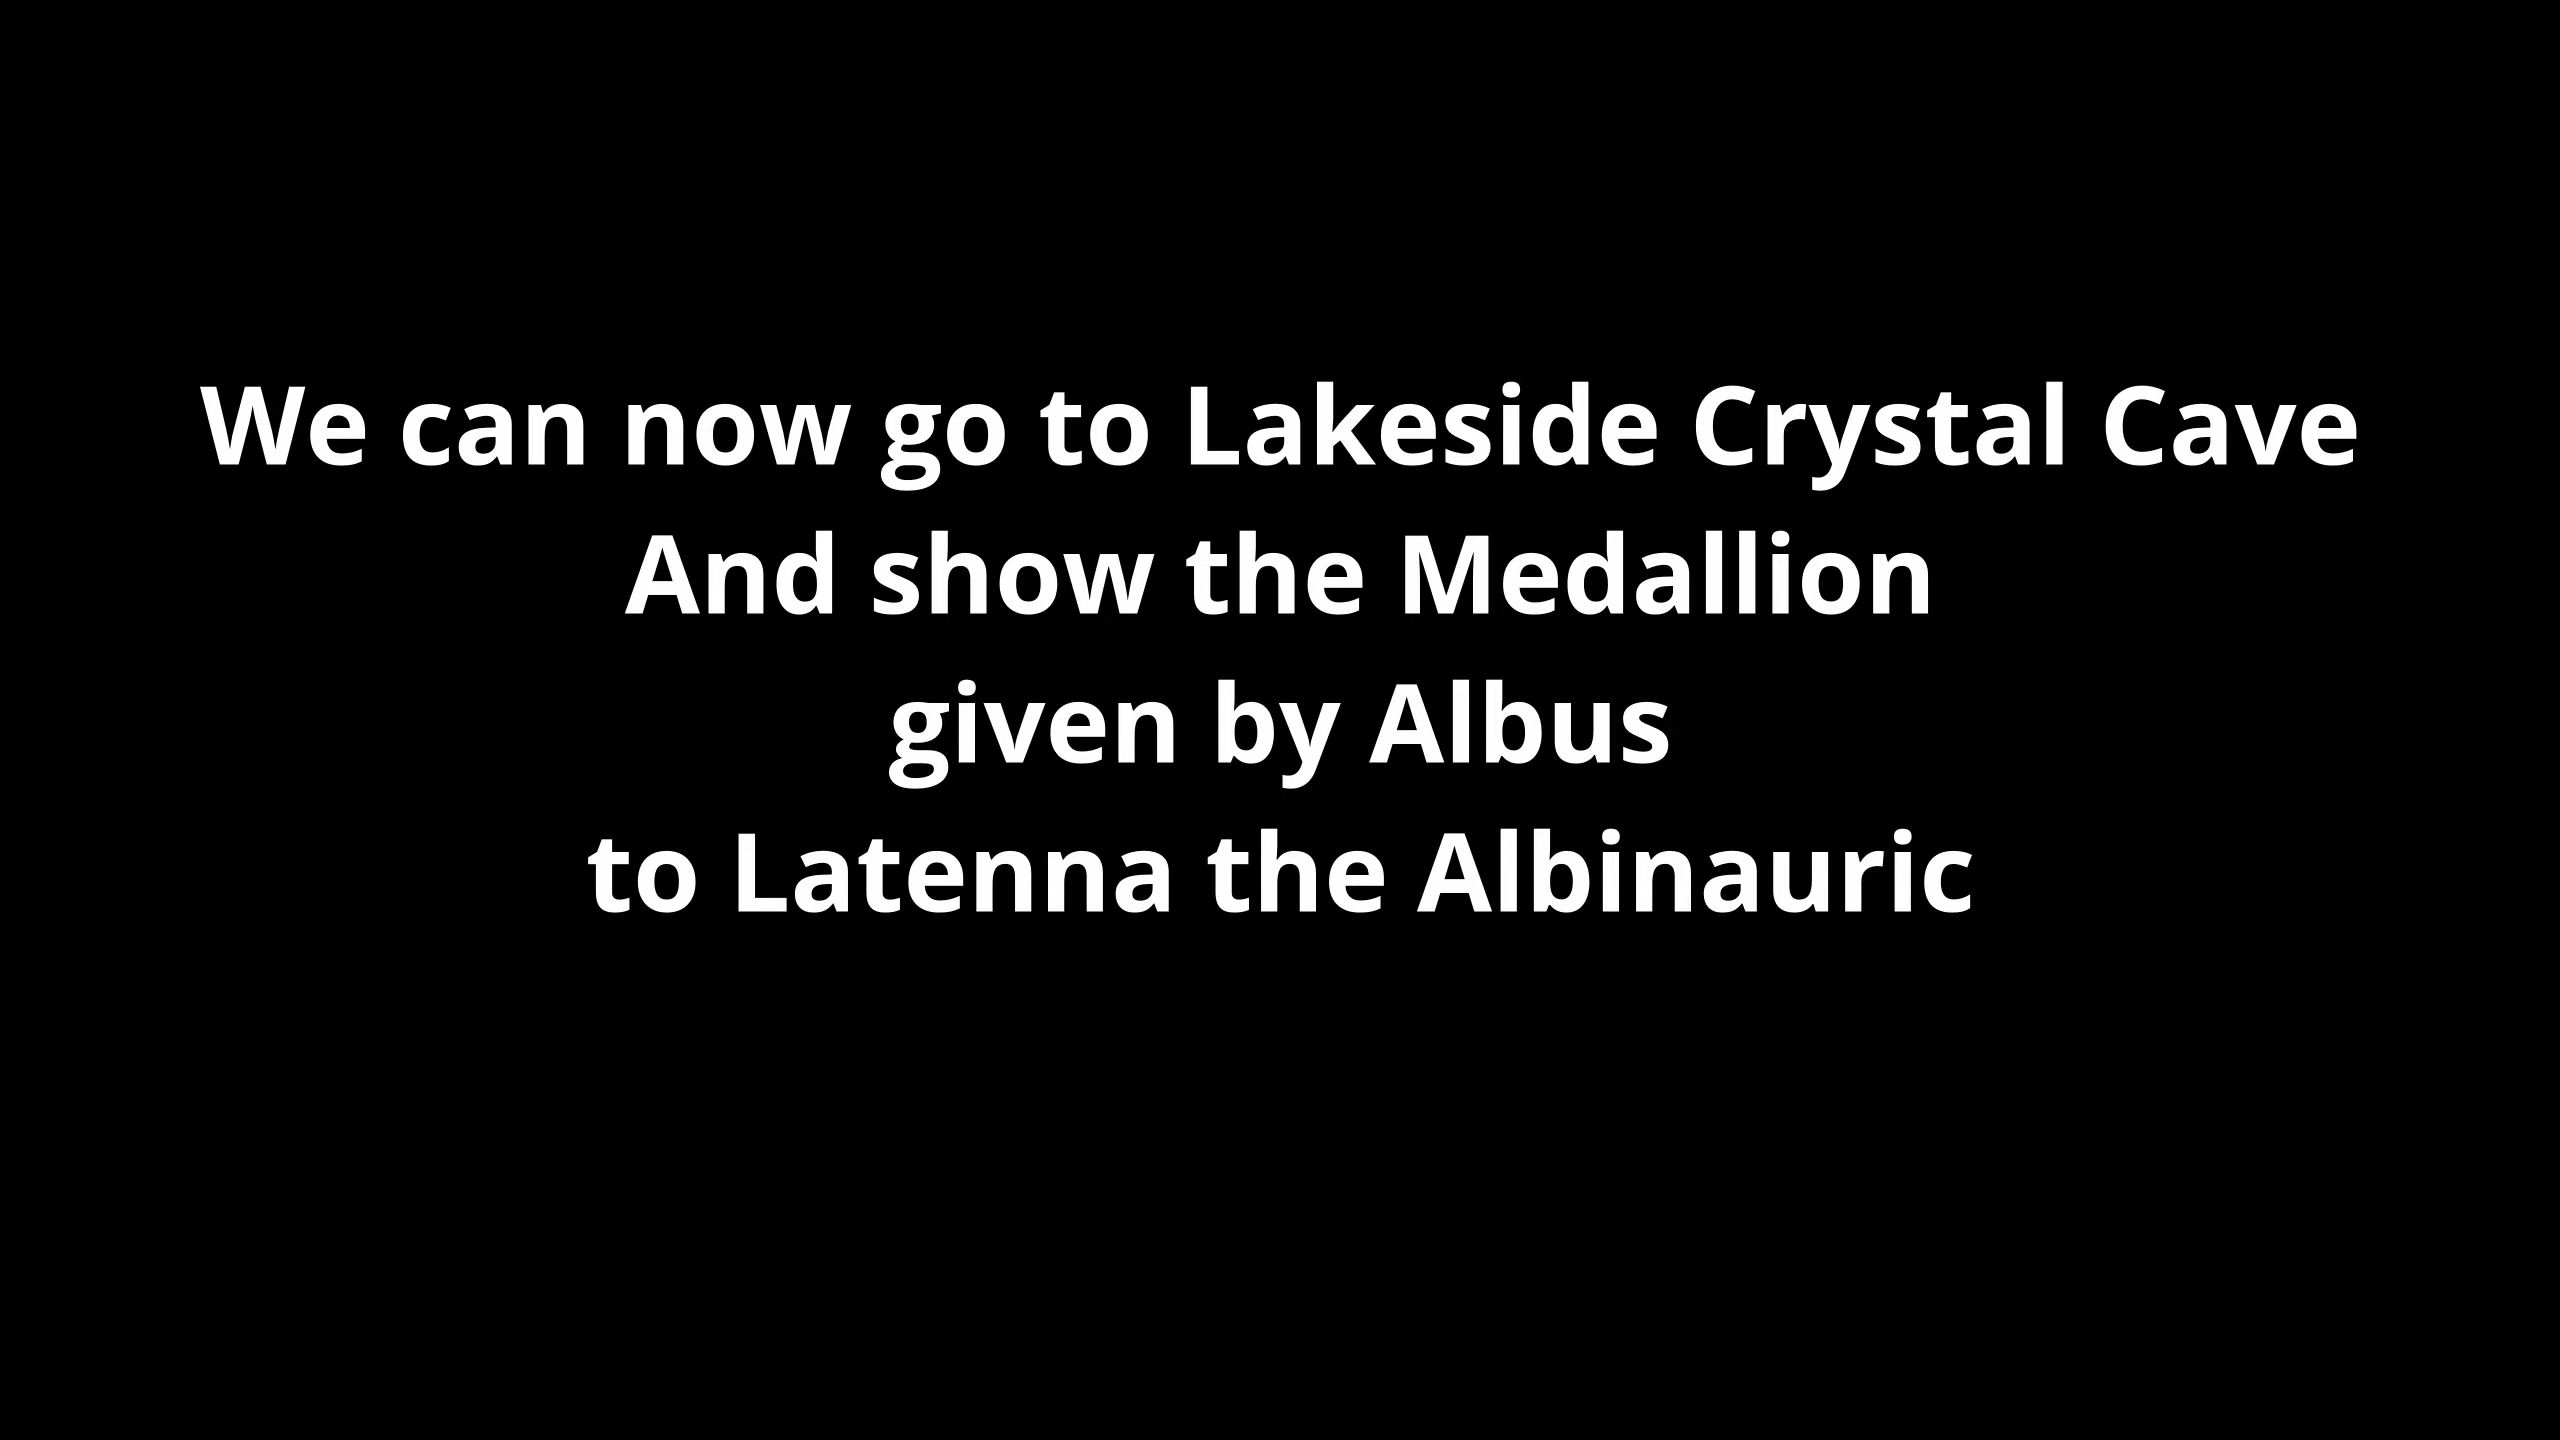 We can now go to Lakeside Crystal Cave
And show the Medallion
given by Albus
to Latenna the Albinauric